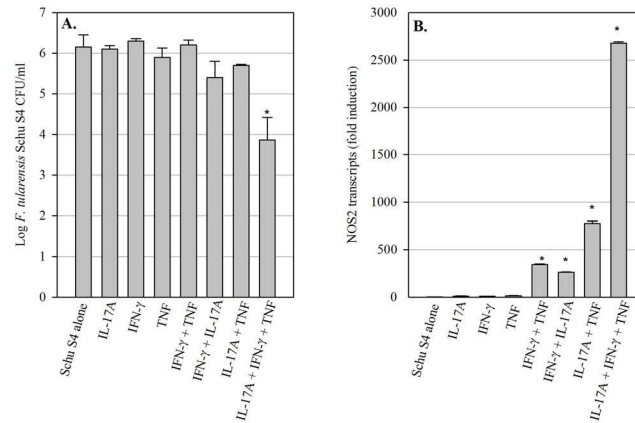 A.
7
6
5
4
3
2
1
0
Log F. tularensis Schu S4 CFU/ml
*
Schu S4 alone
IL-17A
IFN-γ
TNF
IFN-γ + TNF
IFN-γ + IL-17A
IL-17A + TNF
IL-17A + IFN-γ + TNF
B.
3000
2500
2000
1500
1000
500
0
NOS2 transcripts (fold induction)
*
*
*
*
Schu S4 alone
IL-17A
IFN-γ
TNF
IFN-γ + TNF
IFN-γ + IL-17A
IL-17A + TNF
IL-17A + IFN-γ + TNF